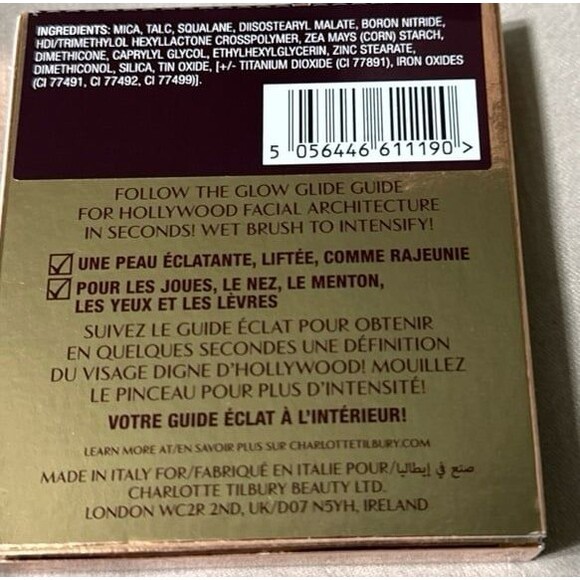 INGREDIENTS: MICA, TALC, SQUALANE, DIISOSTEARYL MALATE, BORON NITRIDE,
HDI/TRIMETHYLOL HEXYLLACTONE CROSSPOLYMER, ZEA MAYS (CORN) STARCH,
DIMETHICONE, CAPRYLYL GLYCOL, ETHYLHEXYLGLYCERIN, ZINC STEARATE,
DIMETHICONOL, SILICA, TIN OXIDE, [+/- TITANIUM DIOXIDE (CI 77891), IRON OXIDES
(CI 77491, CI 77492, CI 77499)].
5 056446 611190 >
FOLLOW THE GLOW GLIDE GUIDE
FOR HOLLYWOOD FACIAL ARCHITECTURE
IN SECONDS! WET BRUSH TO INTENSIFY!
UNE PEAU ÉCLATANTE, LIFTÉE, COMME RAJEUNIE
POUR LES JOUES, LE NEZ, LE MENTON,
LES YEUX ET LES LÈVRES
SUIVEZ LE GUIDE ÉCLAT POUR OBTENIR
EN QUELQUES SECONDES UNE DÉFINITION
DU VISAGE DIGNE D'HOLLYWOOD! MOUILLEZ
LE PINCEAU POUR PLUS D'INTENSITÉ!
VOTRE GUIDE ÉCLAT À L'INTÉRIEUR!
LEARN MORE AT/EN SAVOIR PLUS SUR CHARLOTTETILBURY.COM
MADE IN ITALY FOR/FABRIQUÉ EN ITALIE POUR/صنع في إيطاليا
CHARLOTTE TILBURY BEAUTY LTD.
LONDON WC2R 2ND, UK/D07 N5YH, IRELAND